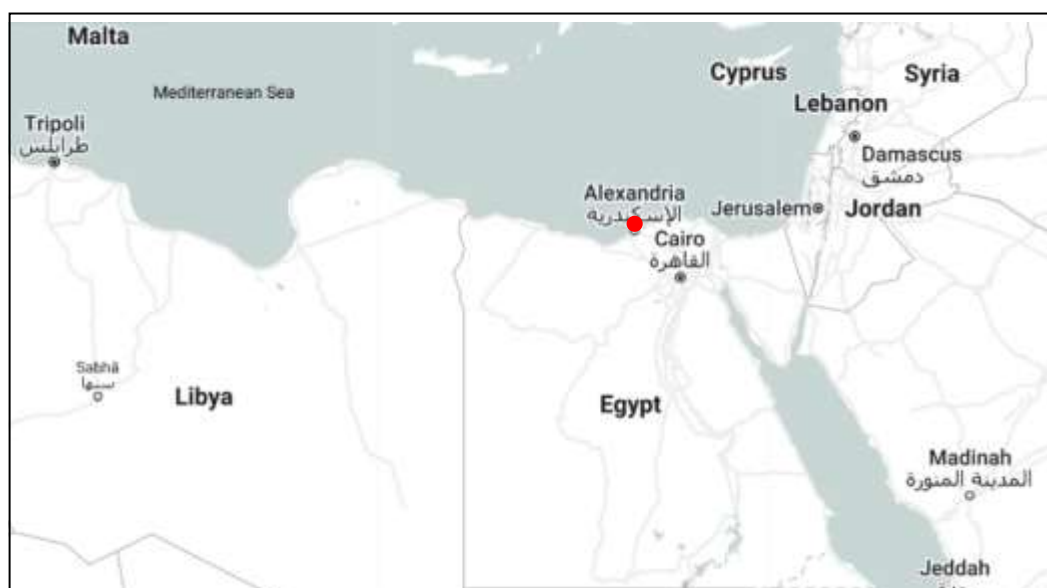 Malta
Cyprus
Syria
Mediterranean Sea
Lebanon
Tripoli
طرابلس
Damascus
دمشق
Alexandria
الإسكندرية
Jerusalem
Jordan
Cairo
القاهرة
Sabhā
سبها
Libya
Egypt
Madinah
المدينة المنورة
Jeddah